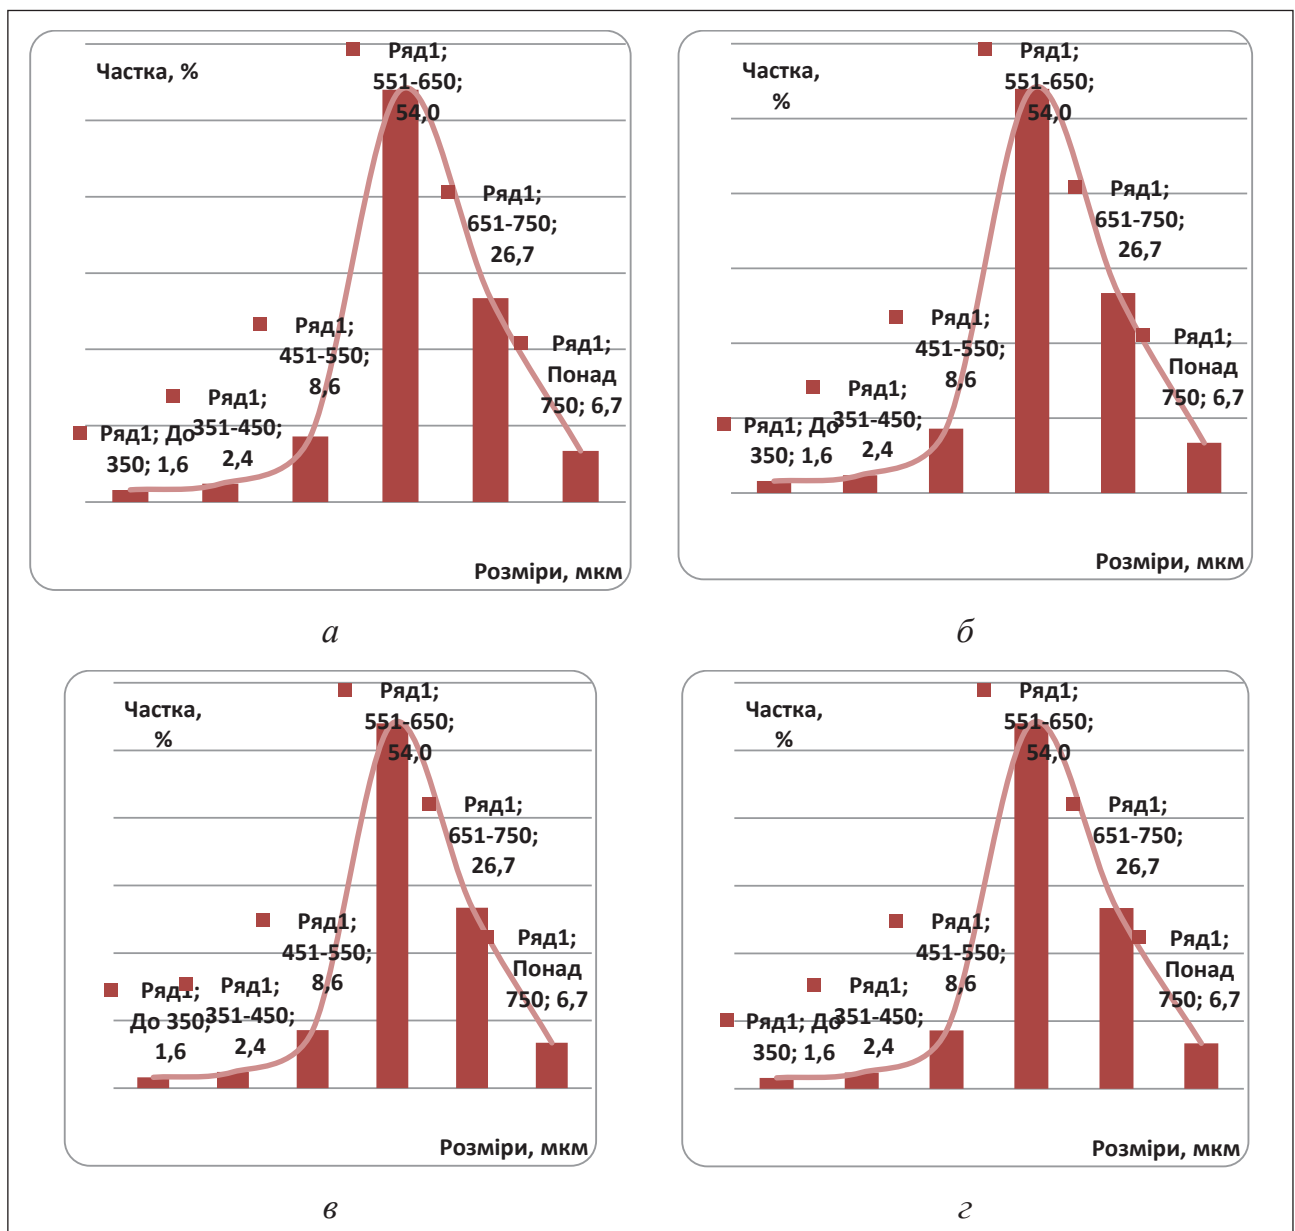 Частка, %
Ряд1;
551-650;
54,0
Ряд1;
651-750;
26,7
Ряд1;
451-550;
8,6
Ряд1;
Понад
750; 6,7
Ряд1;
351-450;
2,4
Ряд1; До
350; 1,6
Розміри, мкм
а
Частка,
%
Ряд1;
551-650;
54,0
Ряд1;
651-750;
26,7
Ряд1;
451-550;
8,6
Ряд1;
Понад
750; 6,7
Ряд1;
351-450;
2,4
Ряд1; До
350; 1,6
Розміри, мкм
б
Частка,
%
Ряд1;
551-650;
54,0
Ряд1;
651-750;
26,7
Ряд1;
451-550;
8,6
Ряд1;
Понад
750; 6,7
Ряд1;
351-450;
2,4
Ряд1;
До 350;
1,6
Розміри, мкм
в
Частка,
%
Ряд1;
551-650;
54,0
Ряд1;
651-750;
26,7
Ряд1;
451-550;
8,6
Ряд1;
Понад
750; 6,7
Ряд1;
351-450;
2,4
Ряд1; До
350; 1,6
Розміри, мкм
г